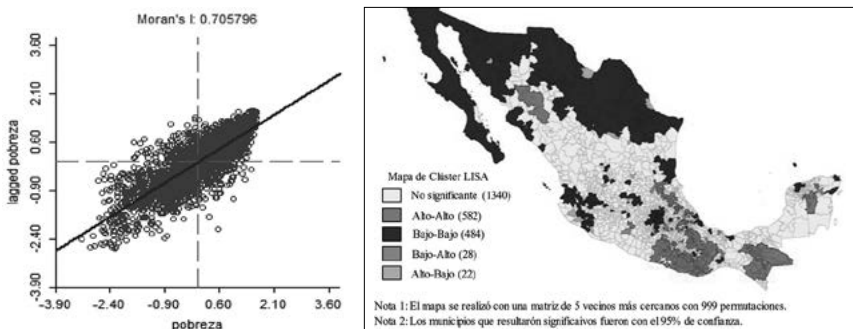 Moran's I: 0.705796
3.60
2.10
0.60
-0.90
-2.40
-3.90
lagged pobreza
-3.90
-2.40
-0.90
0.60
2.10
3.60
pobreza
Mapa de Clúster LISA
No significante (1340)
Alto-Alto (582)
Bajo-Bajo (484)
Bajo-Alto (28)
Alto-Bajo (22)
Nota 1: El mapa se realizó con una matriz de 5 vecinos más cercanos con 999 permutaciones.
Nota 2: Los municipios que resultarón significaivos fueron con el 95% de confianza.